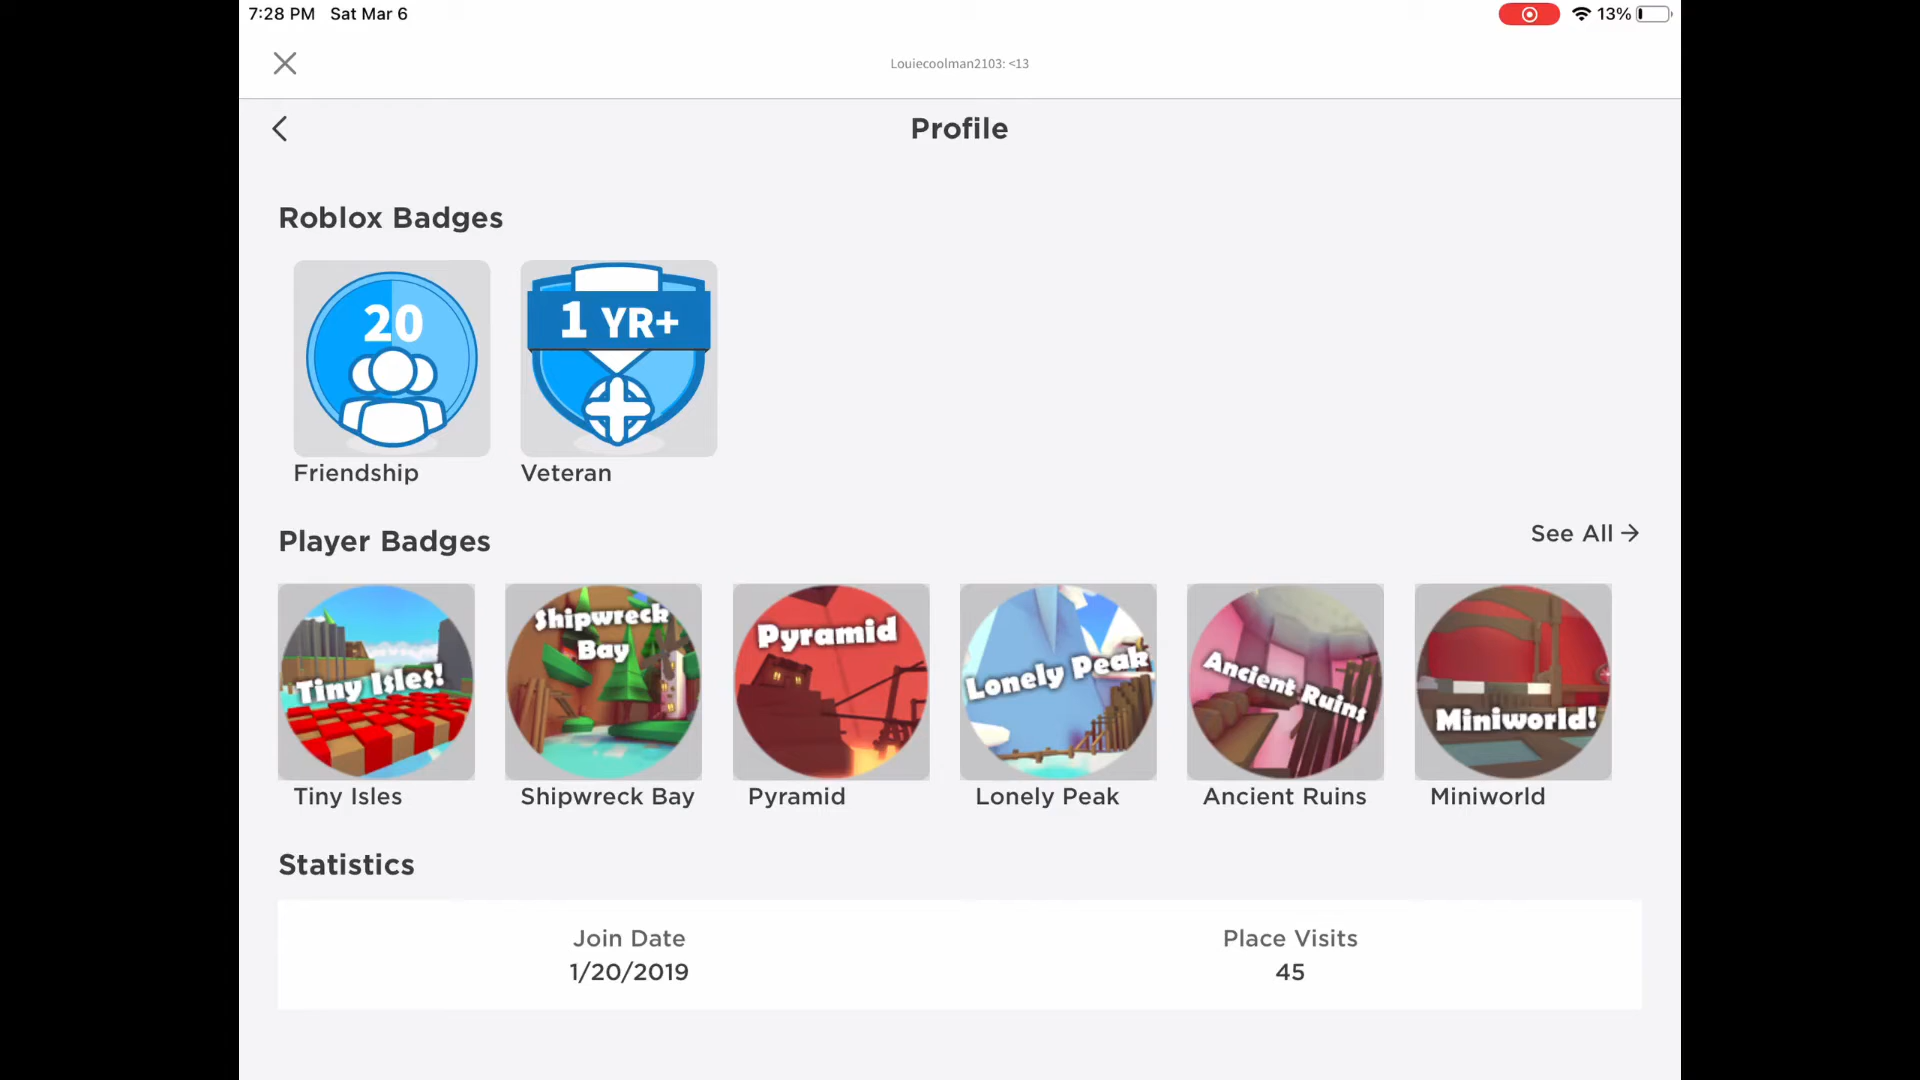 7:28 PM Sat Mar 6
13%
Louiecoolman2103: <13
Profile
Roblox Badges
20
1 YR+
Friendship
Veteran
Player Badges
See All
Tiny Isles!
Shipwreck
Bay
Pyramid
Lonely Peak
Ancient Ruins
Miniworld!
Tiny Isles
Shipwreck Bay
Pyramid
Lonely Peak
Ancient Ruins
Miniworld
Statistics
Join Date
1/20/2019
Place Visits
45